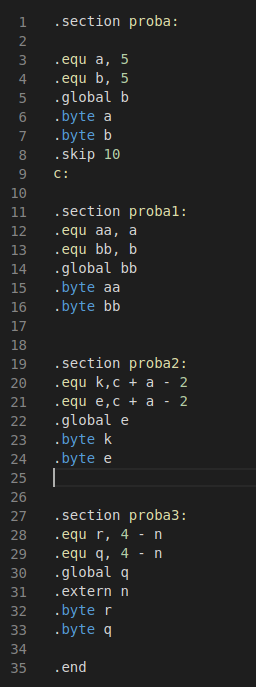 1 .section proba:
2
3 .equ a, 5
4 .equ b, 5
5 .global b
6 .byte a
7 .byte b
8 .skip 10
9 c:
10
11 .section proba1:
12 .equ aa, a
13 .equ bb, b
14 .global bb
15 .byte aa
16 .byte bb
17
18
19 .section proba2:
20 .equ k,c + a - 2
21 .equ e,c + a - 2
22 .global e
23 .byte k
24 .byte e
25
26
27 .section proba3:
28 .equ r, 4 - n
29 .equ q, 4 - n
30 .global q
31 .extern n
32 .byte r
33 .byte q
34
35 .end